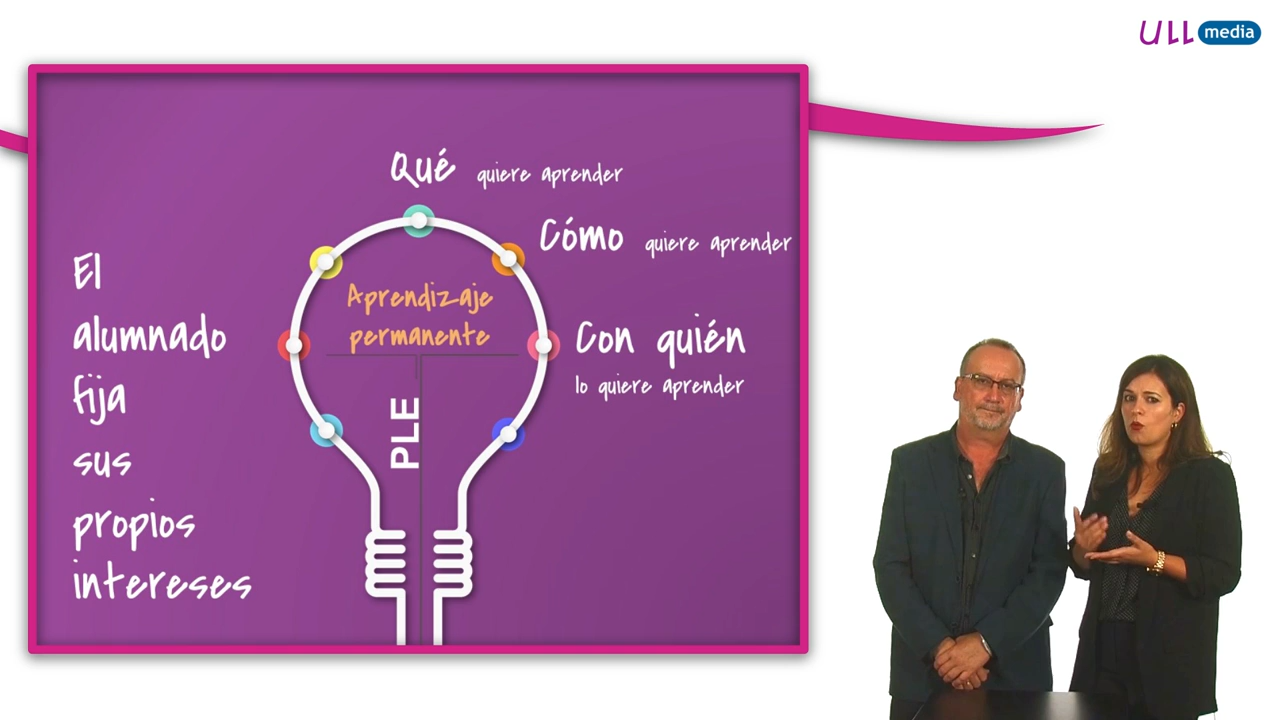 ULL media
Qué quiere aprender
Cómo quiere aprender
Con quién
lo quiere aprender
El
alumnado
fija
sus
propios
intereses
Aprendizaje
permanente
PLE